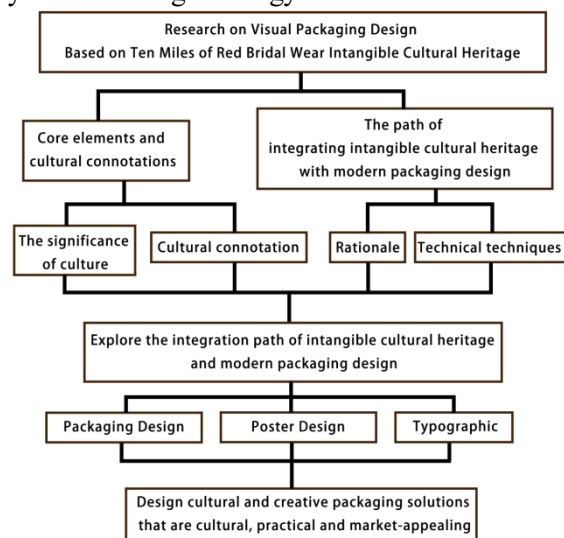 Research on Visual Packaging Design
Based on Ten Miles of Red Bridal Wear Intangible Cultural Heritage
Core elements and
cultural connotations
The path of
integrating intangible cultural heritage
with modern packaging design
The significance
of culture
Cultural connotation
Rationale
Technical techniques
Explore the integration path of intangible cultural heritage
and modern packaging design
Packaging Design
Poster Design
Typographic
Design cultural and creative packaging solutions
that are cultural, practical and market-appealing